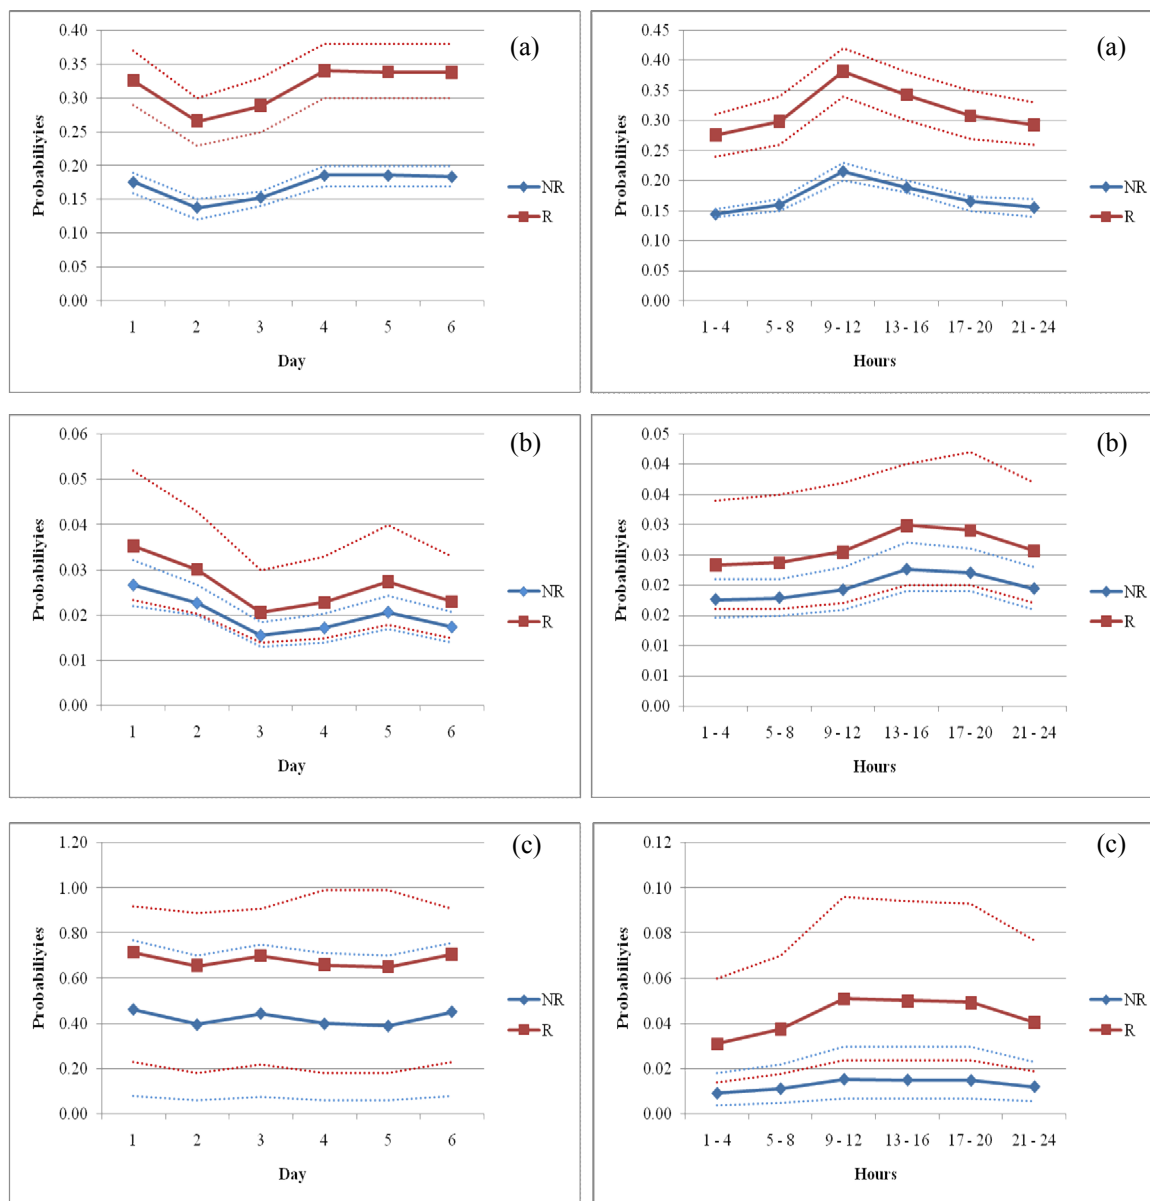 (a)
0.40
0.35
0.30
0.25
0.20
0.15
0.10
0.05
0.00
Probabiliyies
1 2 3 4 5 6
Day
NR
R
(a)
0.45
0.40
0.35
0.30
0.25
0.20
0.15
0.10
0.05
0.00
Probabiliyies
1 - 4 5 - 8 9 - 12 13 - 16 17 - 20 21 - 24
Hours
NR
R
(b)
0.06
0.05
0.04
0.03
0.02
0.01
0.00
Probabiliyies
1 2 3 4 5 6
Day
NR
R
(b)
0.05
0.04
0.04
0.03
0.03
0.02
0.02
0.01
0.01
0.00
Probabiliyies
1 - 4 5 - 8 9 - 12 13 - 16 17 - 20 21 - 24
Hours
NR
R
(c)
1.20
1.00
0.80
0.60
0.40
0.20
0.00
Probabiliyies
1 2 3 4 5 6
Day
NR
R
(c)
0.12
0.10
0.08
0.06
0.04
0.02
0.00
Probabiliyies
1 - 4 5 - 8 9 - 12 13 - 16 17 - 20 21 - 24
Hours
NR
R